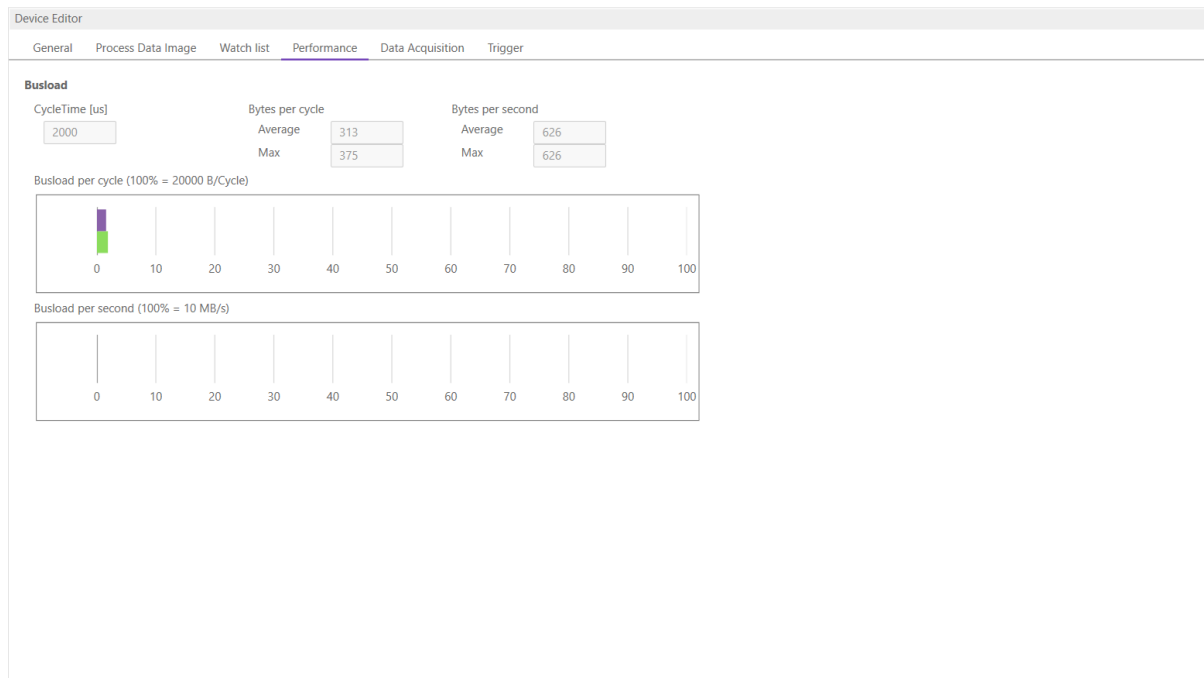 Device Editor
General Process Data Image Watch list Performance Data Acquisition Trigger
Busload
CycleTime [us] Bytes per cycle Bytes per second
2000 Average 313 Average 626
Max 375 Max 626
Busload per cycle (100% = 20000 B/Cycle)
0 10 20 30 40 50 60 70 80 90 100
Busload per second (100% = 10 MB/s)
0 10 20 30 40 50 60 70 80 90 100